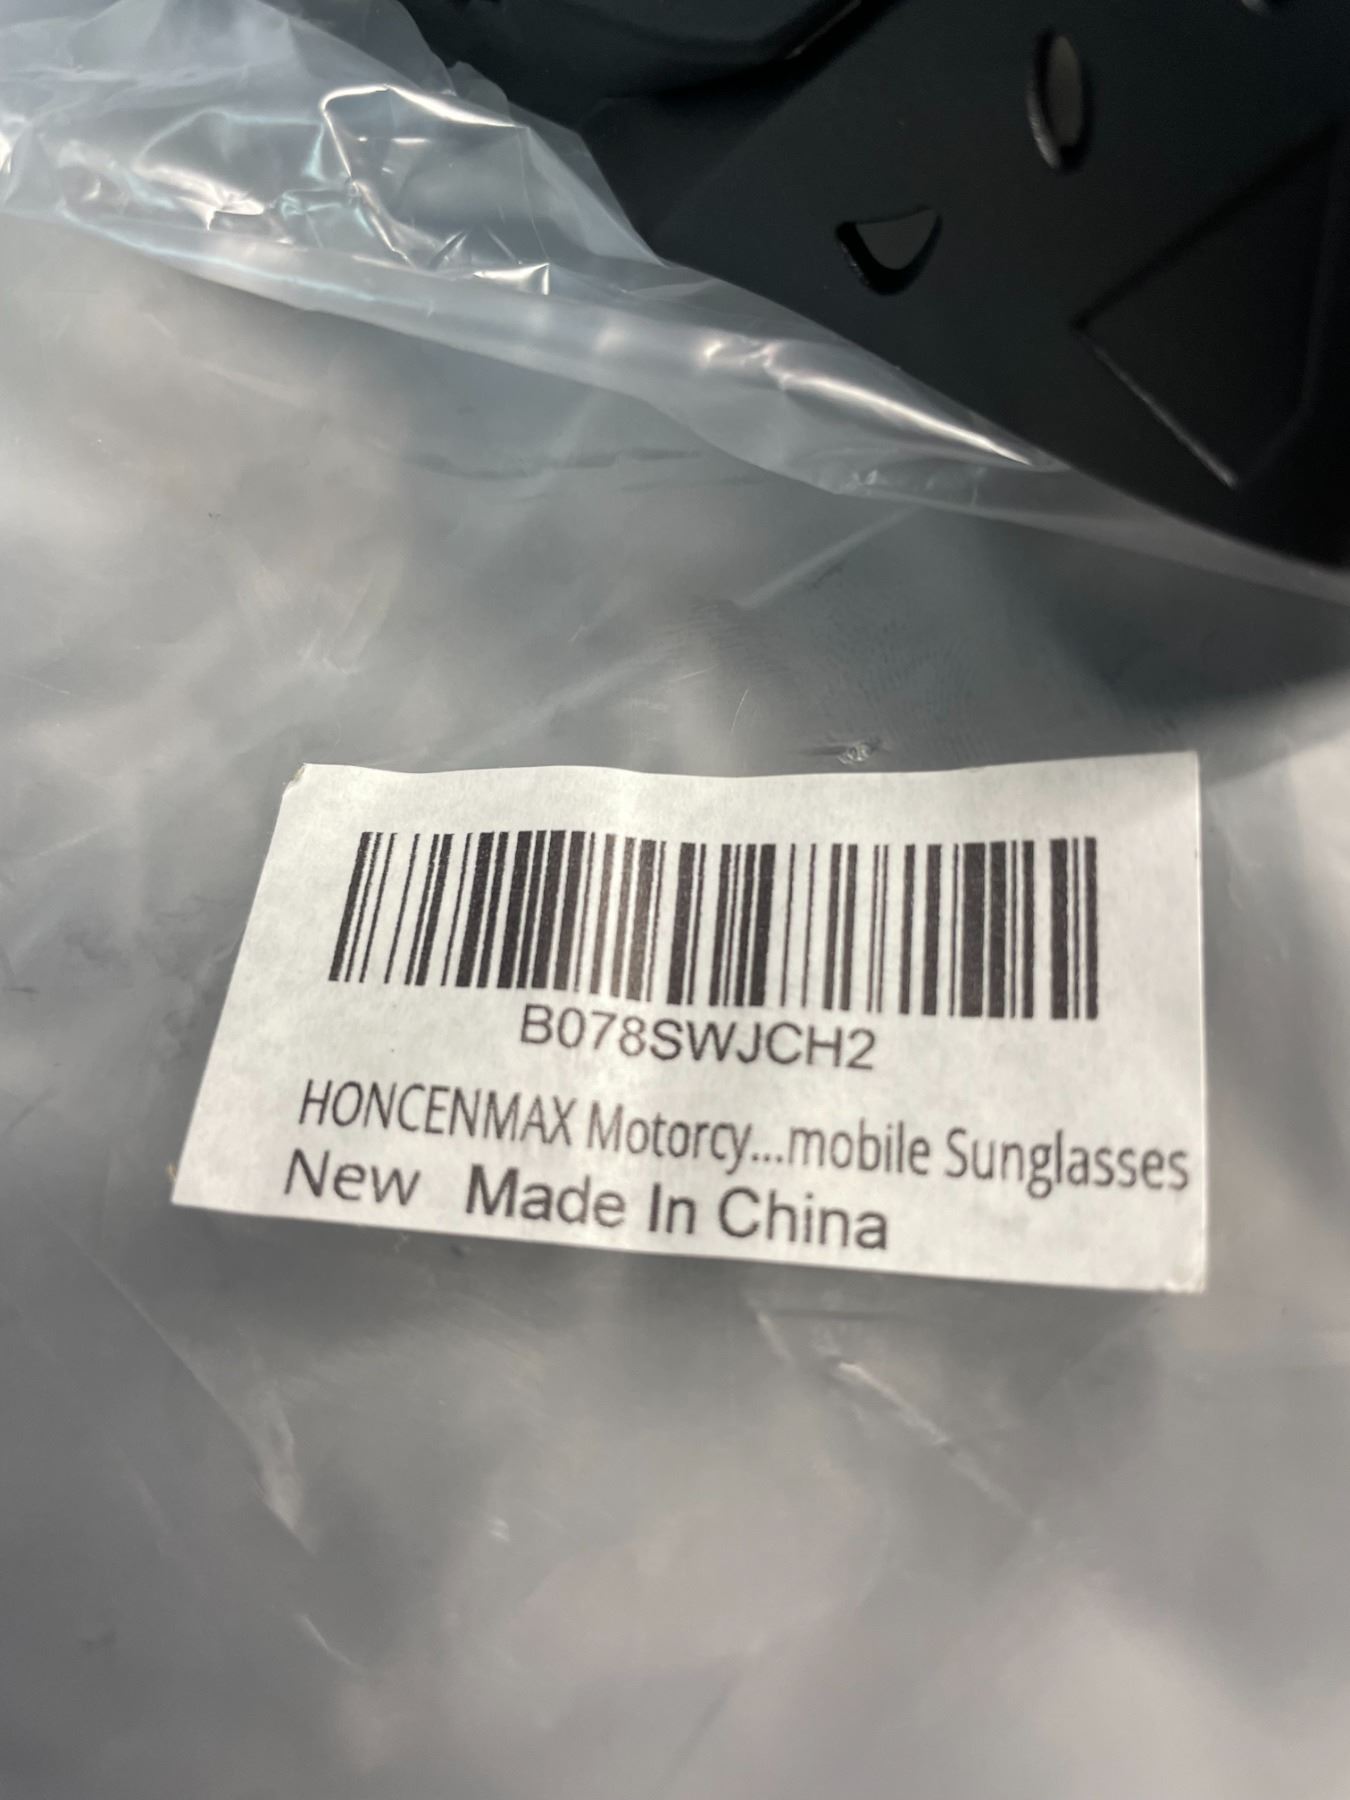 B078SWJCH2
HONCENMAX Motorcy...mobile Sunglasses
New Made In China